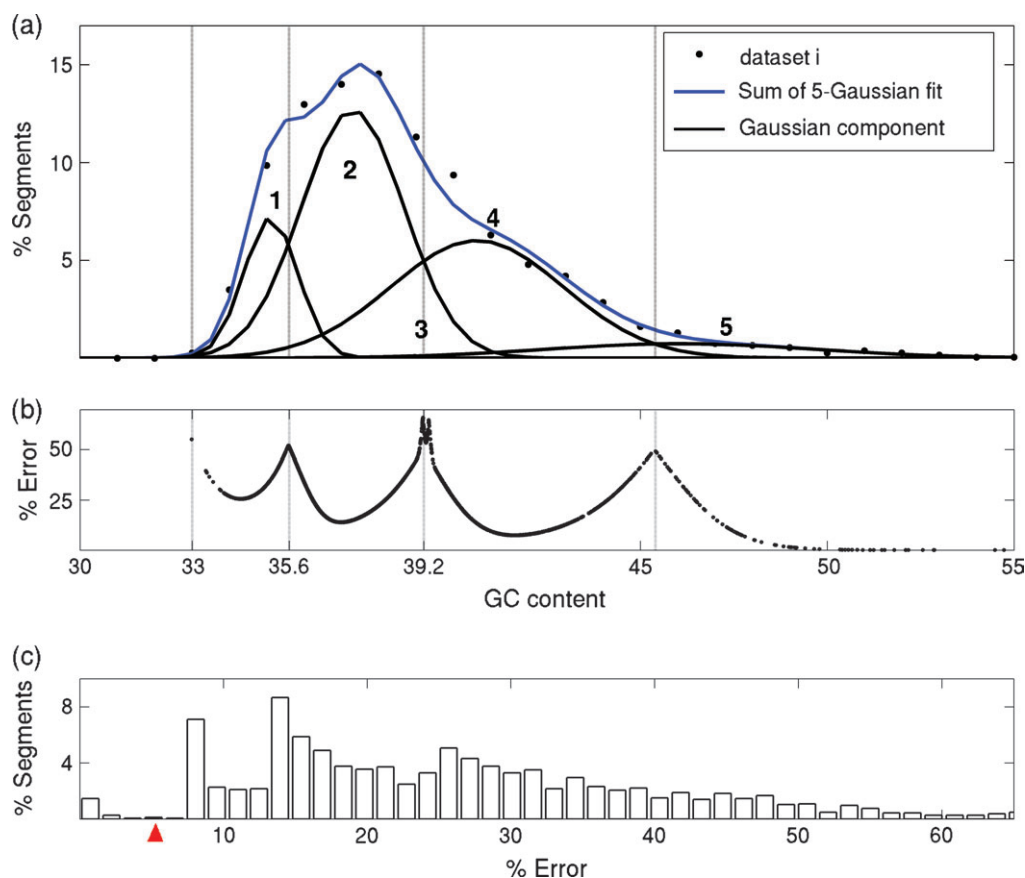 (a)
% Segments
15
10
5
dataset i
Sum of 5-Gaussian fit
Gaussian component
1
2
3
4
5
(b)
% Error
50
25
30
33
35.6
39.2
45
50
55
GC content
(c)
% Segments
8
4
10
20
30
40
50
60
% Error